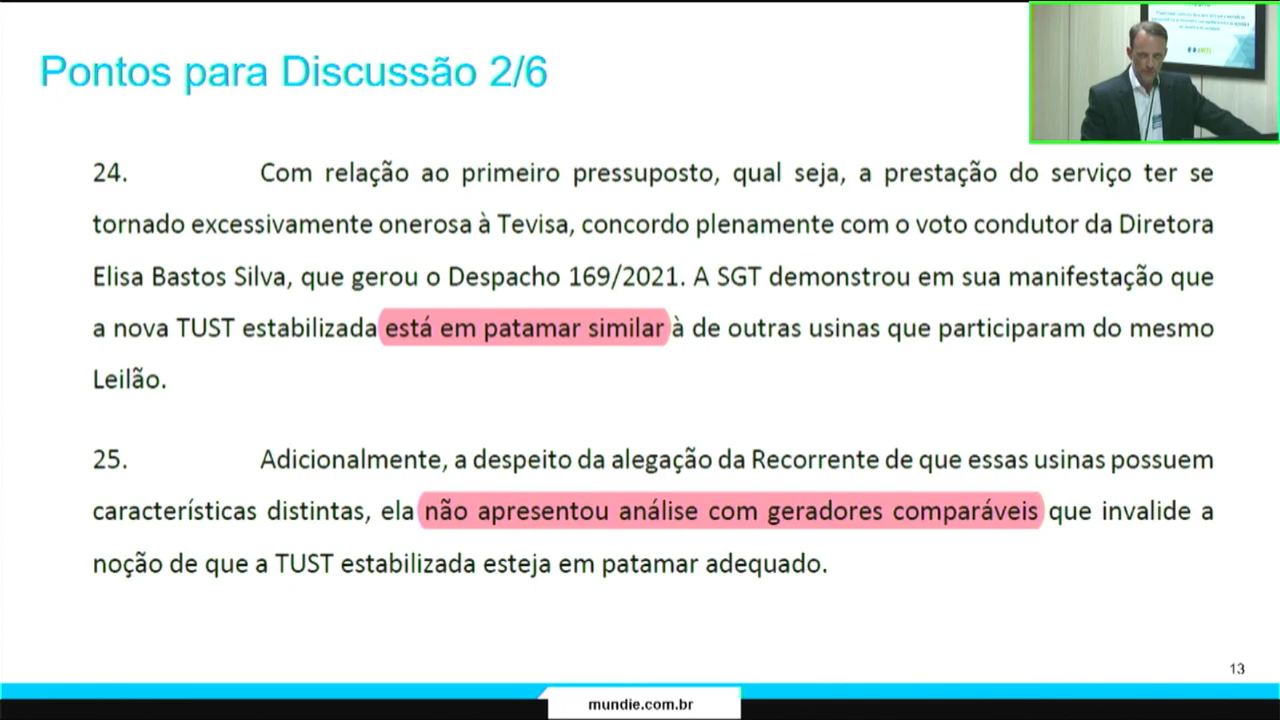 Pontos para Discussão 2/6
24. Com relação ao primeiro pressuposto, qual seja, a prestação do serviço ter se
tornado excessivamente onerosa à Tevisa, concordo plenamente com o voto condutor da Diretora
Elisa Bastos Silva, que gerou o Despacho 169/2021. A SGT demonstrou em sua manifestação que
a nova TUST estabilizada está em patamar similar à de outras usinas que participaram do mesmo
Leilão.
25. Adicionalmente, a despeito da alegação da Recorrente de que essas usinas possuem
características distintas, ela não apresentou análise com geradores comparáveis que invalide a
noção de que a TUST estabilizada esteja em patamar adequado.
13
mundie.com.br